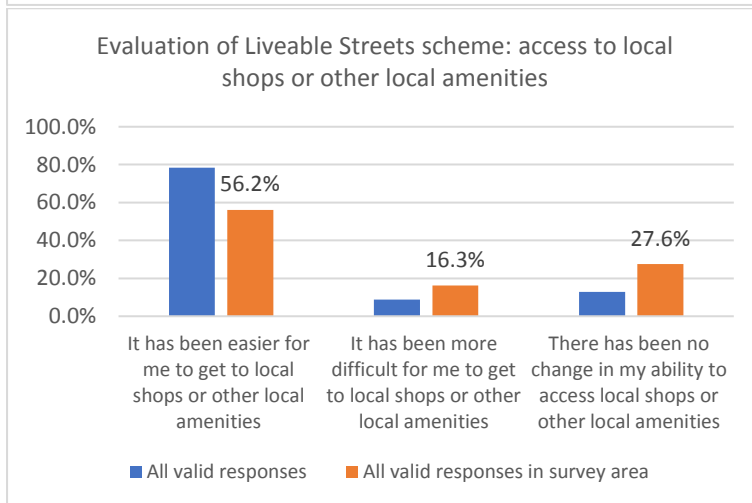 Evaluation of Liveable Streets scheme: access to local
shops or other local amenities
100.0%
80.0%
60.0%
40.0%
20.0%
0.0%
56.2%
16.3%
27.6%
It has been easier for
me to get to local
shops or other local
amenities
It has been more
difficult for me to get
to local shops or other
local amenities
There has been no
change in my ability to
access local shops or
other local amenities
All valid responses
All valid responses in survey area